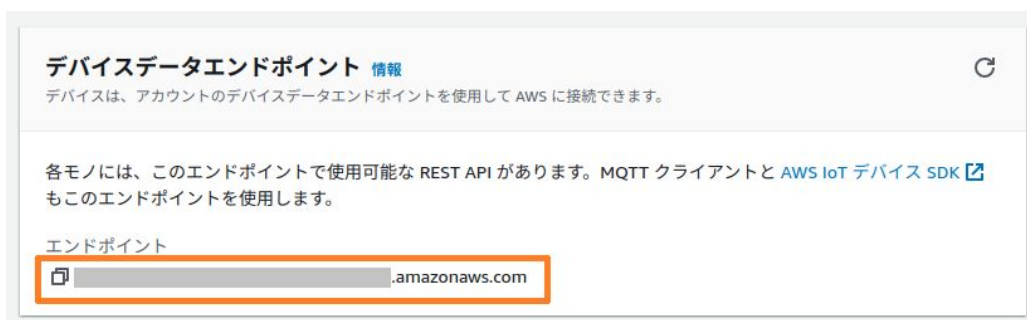 デバイスデータエンドポイント 情報
デバイスは、アカウントのデバイスデータエンドポイントを使用して AWS に接続できます。
各モノには、このエンドポイントで使用可能な REST API があります。MQTT クライアントと AWS IoT デバイス SDK
もこのエンドポイントを使用します。
エンドポイント
.amazonaws.com